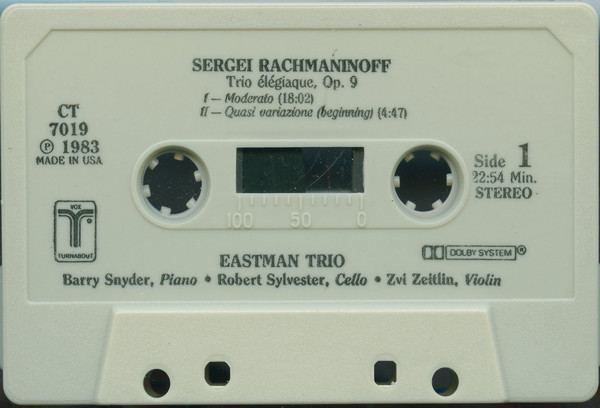 SERGEI RACHMANINOFF
Trio élégiaque, Op. 9
I — Moderato (18:02)
II — Quasi variazione (beginning) (4:47)
CT
7019
Ⓟ 1983
MADE IN USA
Side 1
22:54 Min.
STEREO
100 50 0
VOX
TURNABOUT
EASTMAN TRIO
DOLBY SYSTEM®
Barry Snyder, Piano • Robert Sylvester, Cello • Zvi Zeitlin, Violin